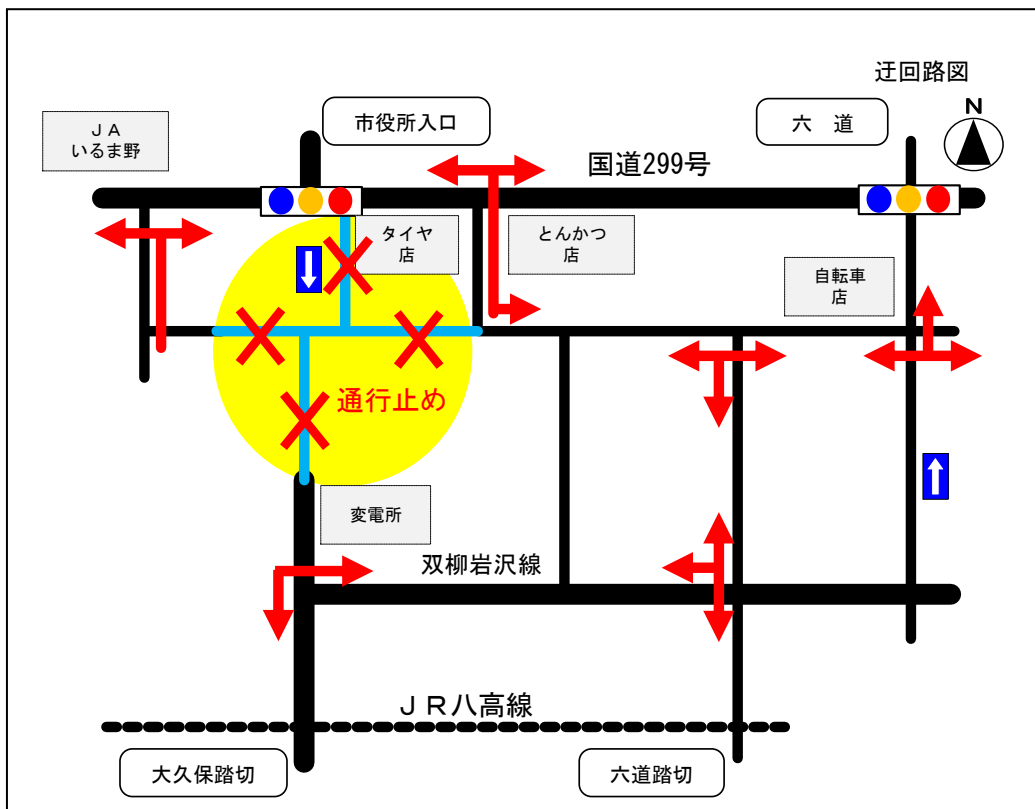 迂回路図
N
市役所入口
六 道
JA
いるま野
国道299号
タイヤ
店
とんかつ
店
自転車
店
通行止め
変電所
双柳岩沢線
JR八高線
大久保踏切
六道踏切